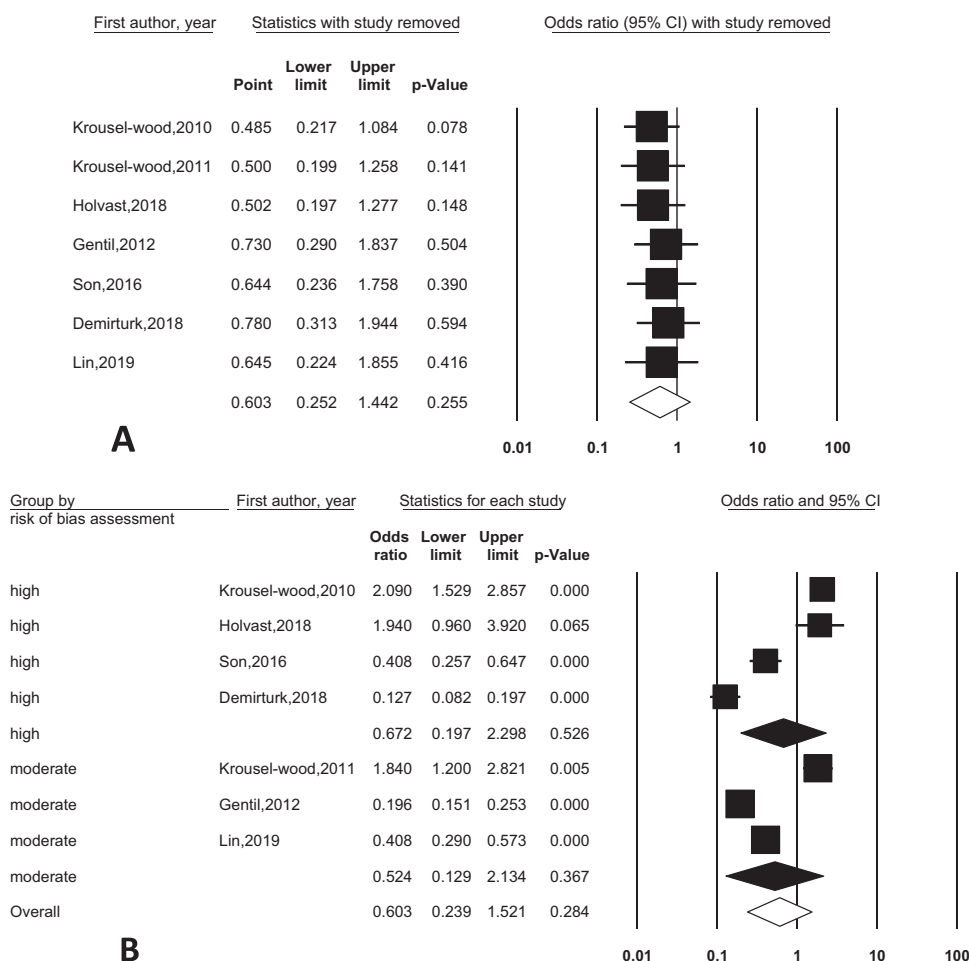 First author, year Statistics with study removed Odds ratio (95% CI) with study removed
Lower Upper
Point limit limit p-Value
Krousel-wood,2010 0.485 0.217 1.084 0.078
Krousel-wood,2011 0.500 0.199 1.258 0.141
Holvast,2018 0.502 0.197 1.277 0.148
Gentil,2012 0.730 0.290 1.837 0.504
Son,2016 0.644 0.236 1.758 0.390
Demirturk,2018 0.780 0.313 1.944 0.594
Lin,2019 0.645 0.224 1.855 0.416
0.603 0.252 1.442 0.255
A
0.01 0.1 1 10 100
Group by First author, year Statistics for each study Odds ratio and 95% CI
risk of bias assessment
Odds Lower Upper
ratio limit limit p-Value
high Krousel-wood,2010 2.090 1.529 2.857 0.000
high Holvast,2018 1.940 0.960 3.920 0.065
high Son,2016 0.408 0.257 0.647 0.000
high Demirturk,2018 0.127 0.082 0.197 0.000
high 0.672 0.197 2.298 0.526
moderate Krousel-wood,2011 1.840 1.200 2.821 0.005
moderate Gentil,2012 0.196 0.151 0.253 0.000
moderate Lin,2019 0.408 0.290 0.573 0.000
moderate 0.524 0.129 2.134 0.367
Overall 0.603 0.239 1.521 0.284
B
0.01 0.1 1 10 100